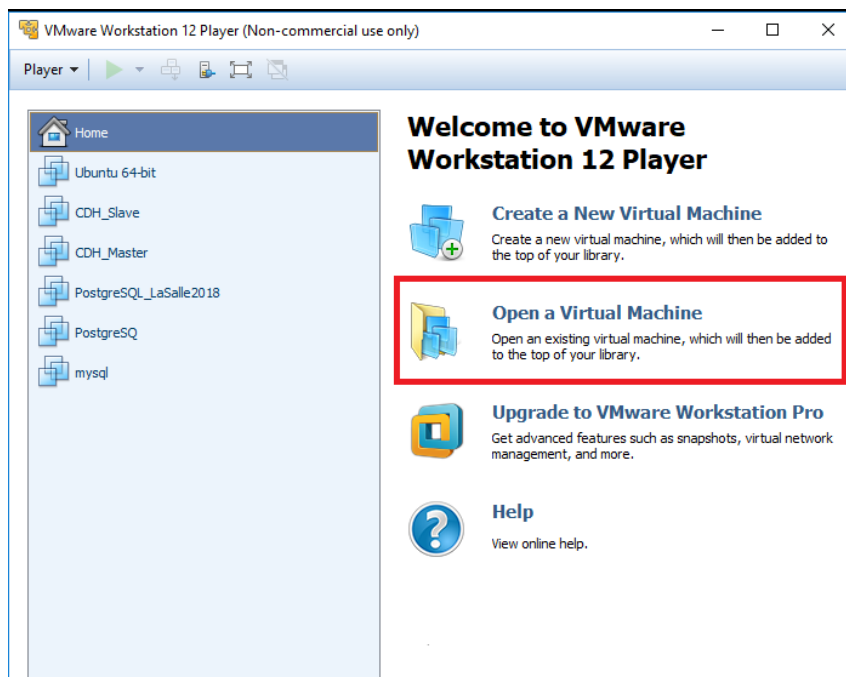 VMware Workstation 12 Player (Non-commercial use only)
Player
Home
Ubuntu 64-bit
CDH_Slave
CDH_Master
PostgreSQL_LaSalle2018
PostgreSQ
mysql
Welcome to VMware
Workstation 12 Player
Create a New Virtual Machine
Create a new virtual machine, which will then be added to
the top of your library.
Open a Virtual Machine
Open an existing virtual machine, which will then be added
to the top of your library.
Upgrade to VMware Workstation Pro
Get advanced features such as snapshots, virtual network
management, and more.
Help
View online help.